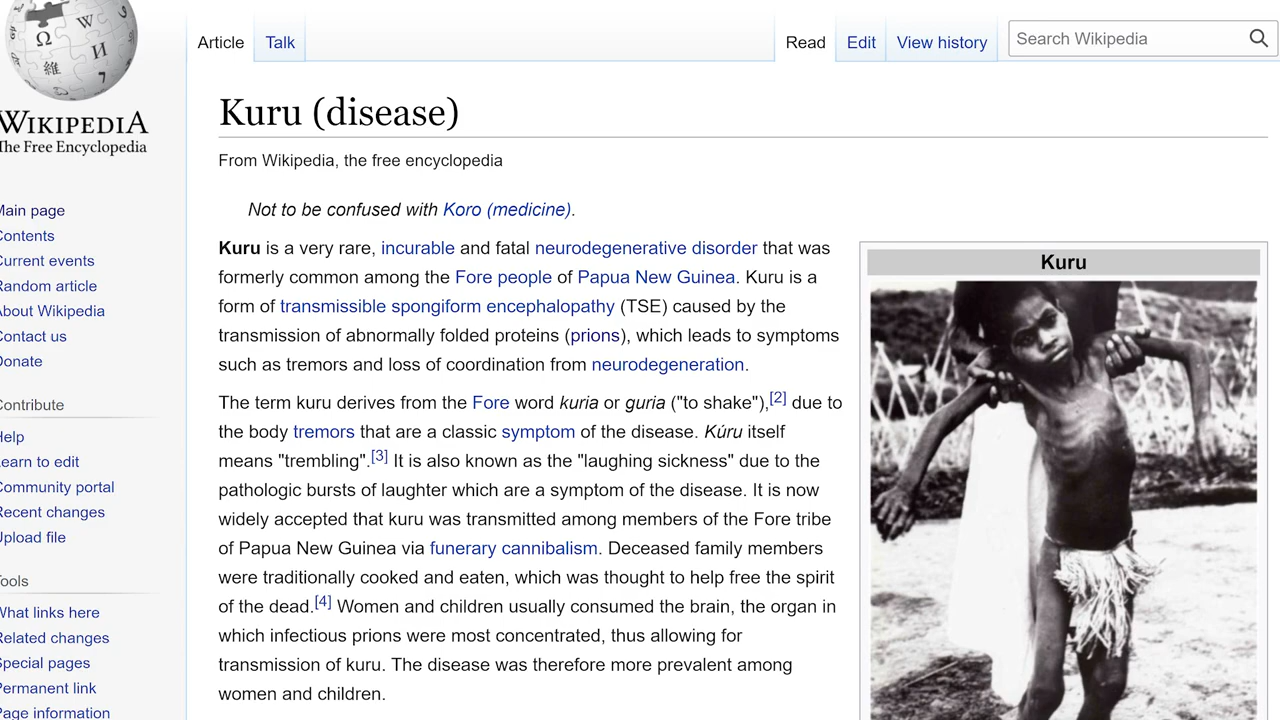 Ω
W
И
維
WIKIPEDIA
The Free Encyclopedia
Main page
Contents
Current events
Random article
About Wikipedia
Contact us
Donate
Contribute
Help
Learn to edit
Community portal
Recent changes
Upload file
Tools
What links here
Related changes
Special pages
Permanent link
Page information
Article Talk Read Edit View history Search Wikipedia
Kuru (disease)
From Wikipedia, the free encyclopedia
Not to be confused with Koro (medicine).
Kuru is a very rare, incurable and fatal neurodegenerative disorder that was
formerly common among the Fore people of Papua New Guinea. Kuru is a
form of transmissible spongiform encephalopathy (TSE) caused by the
transmission of abnormally folded proteins (prions), which leads to symptoms
such as tremors and loss of coordination from neurodegeneration.
The term kuru derives from the Fore word kuria or guria ("to shake"),[2] due to
the body tremors that are a classic symptom of the disease. Kúru itself
means "trembling".[3] It is also known as the "laughing sickness" due to the
pathologic bursts of laughter which are a symptom of the disease. It is now
widely accepted that kuru was transmitted among members of the Fore tribe
of Papua New Guinea via funerary cannibalism. Deceased family members
were traditionally cooked and eaten, which was thought to help free the spirit
of the dead.[4] Women and children usually consumed the brain, the organ in
which infectious prions were most concentrated, thus allowing for
transmission of kuru. The disease was therefore more prevalent among
women and children.
Kuru